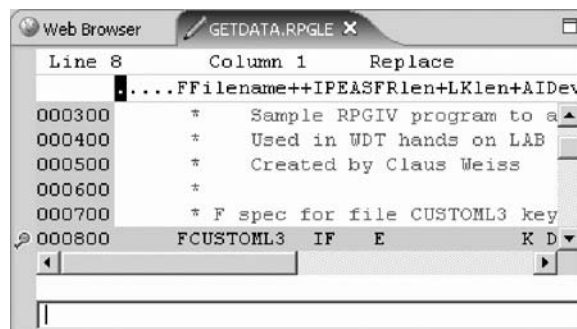 Web Browser GETDATA.RPGLE
Line 8 Column 1 Replace
.....FFilename++IPEASFRlen+LKlen+AIDev
000300 * Sample RPGIV program to a
000400 * Used in WDT hands on LAB
000500 * Created by Claus Weiss
000600 *
000700 * F spec for file CUSTOML3 key
000800 FCUSTOML3 IF E K D